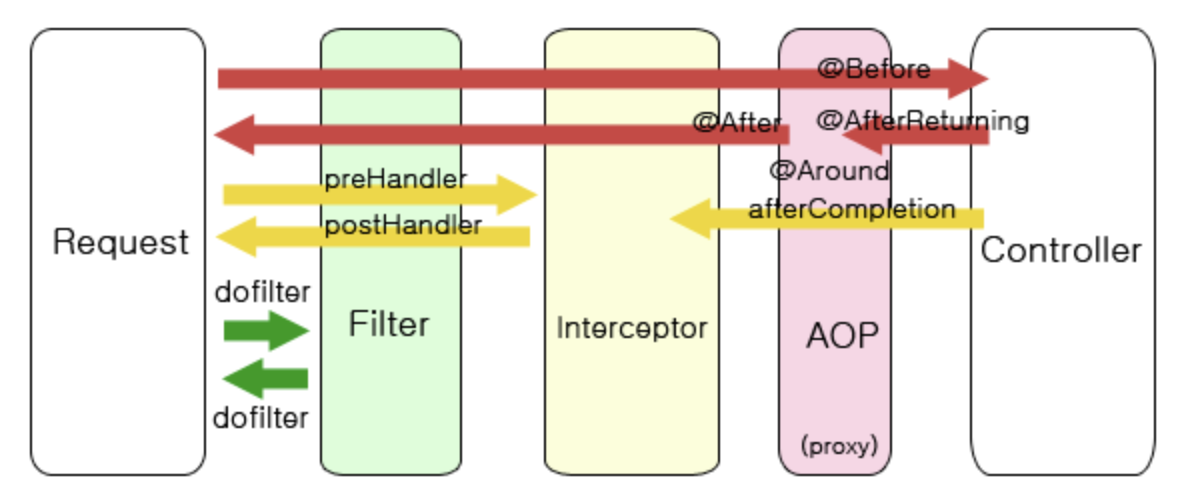 @Before
@After
@AfterReturning
@Around
preHandler
afterCompletion
postHandler
Request
Controller
dofilter
Filter
Interceptor
AOP
dofilter
(proxy)